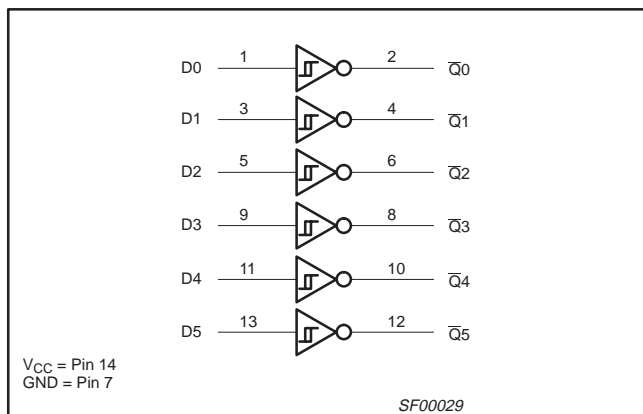 D0 1 2 Q̅0
D1 3 4 Q̅1
D2 5 6 Q̅2
D3 9 8 Q̅3
D4 11 10 Q̅4
D5 13 12 Q̅5
VCC = Pin 14
GND = Pin 7
SF00029